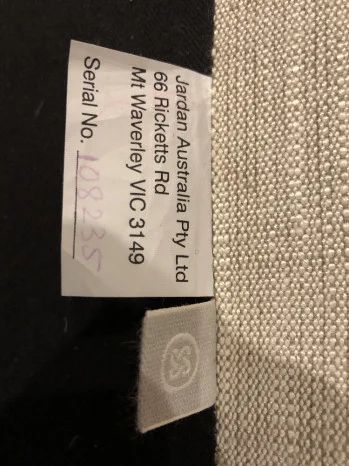 Jardan Australia Pty Ltd
66 Ricketts Rd
Mt Waverley VIC 3149
Serial No. 108235